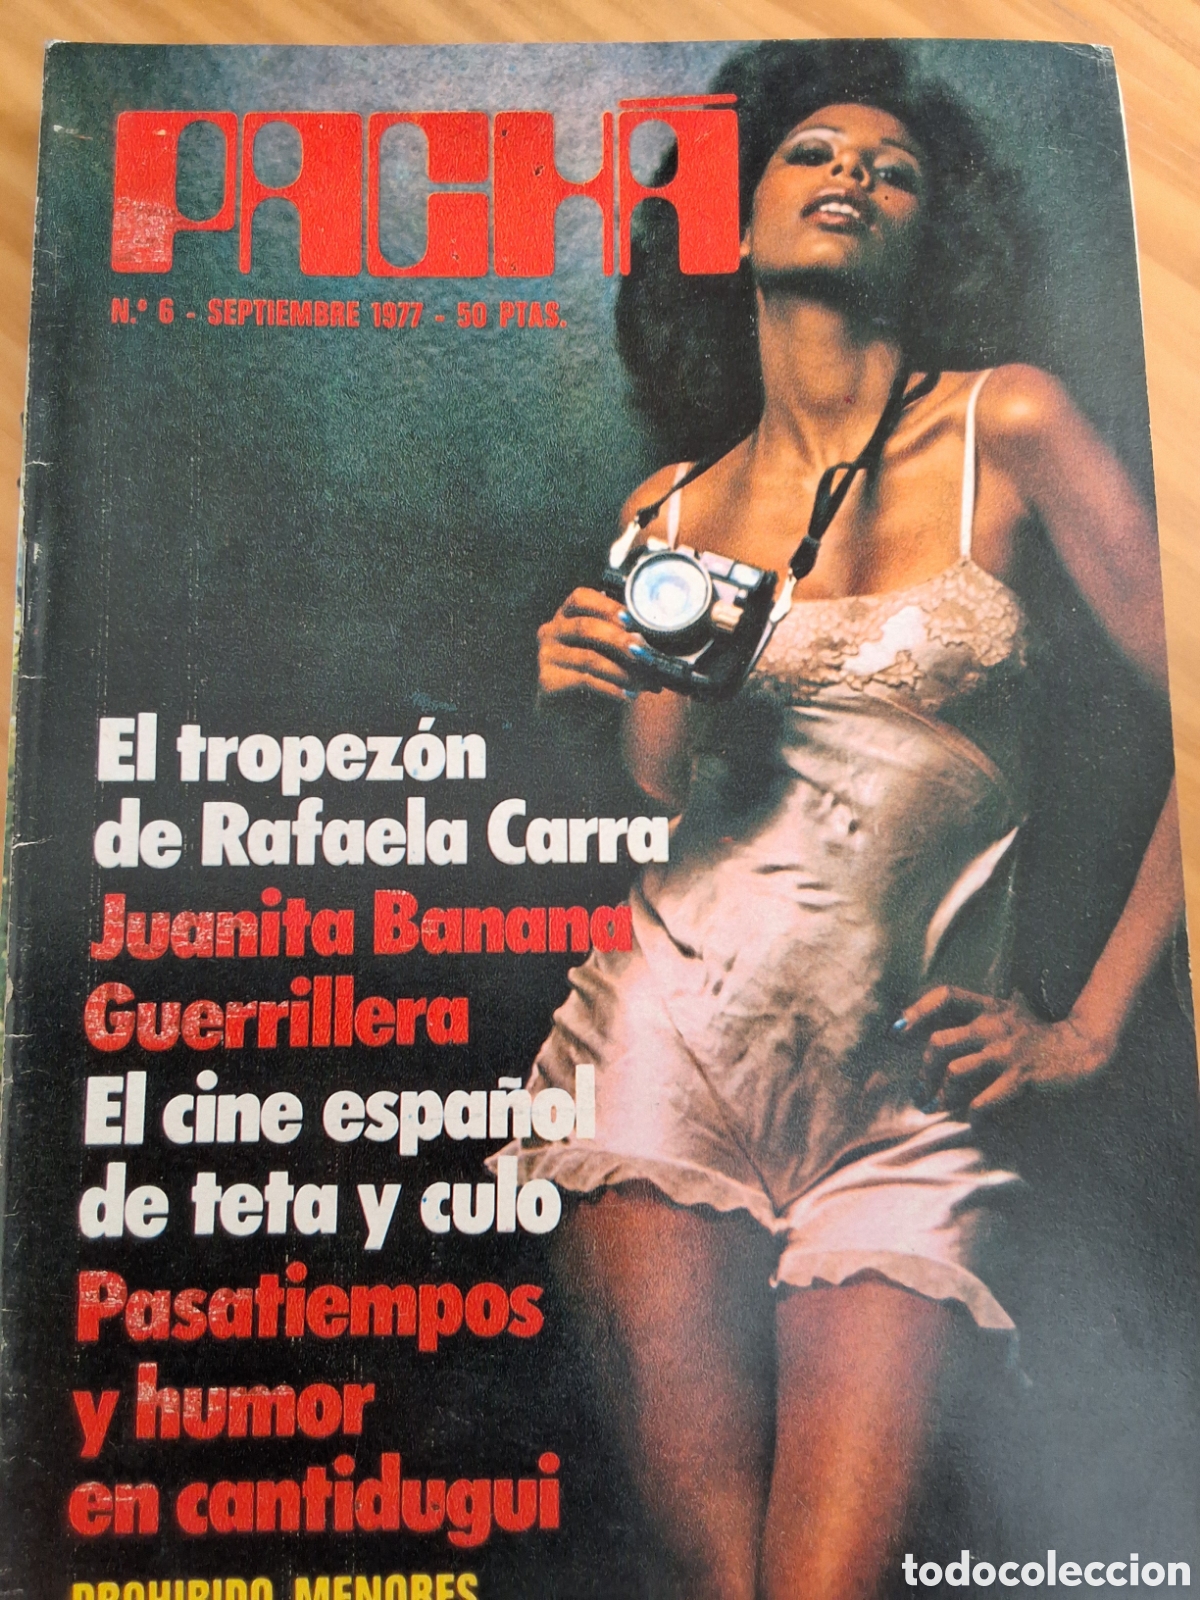 PACHÁ
N.º 6 - SEPTIEMBRE 1977 - 50 PTAS.
El tropezón
de Rafaela Carra
Juanita Banana
Guerrillera
El cine español
de teta y culo
Pasatiempos
y humor
en cantidugui
PROHIBIDO MENORES
todocoleccion